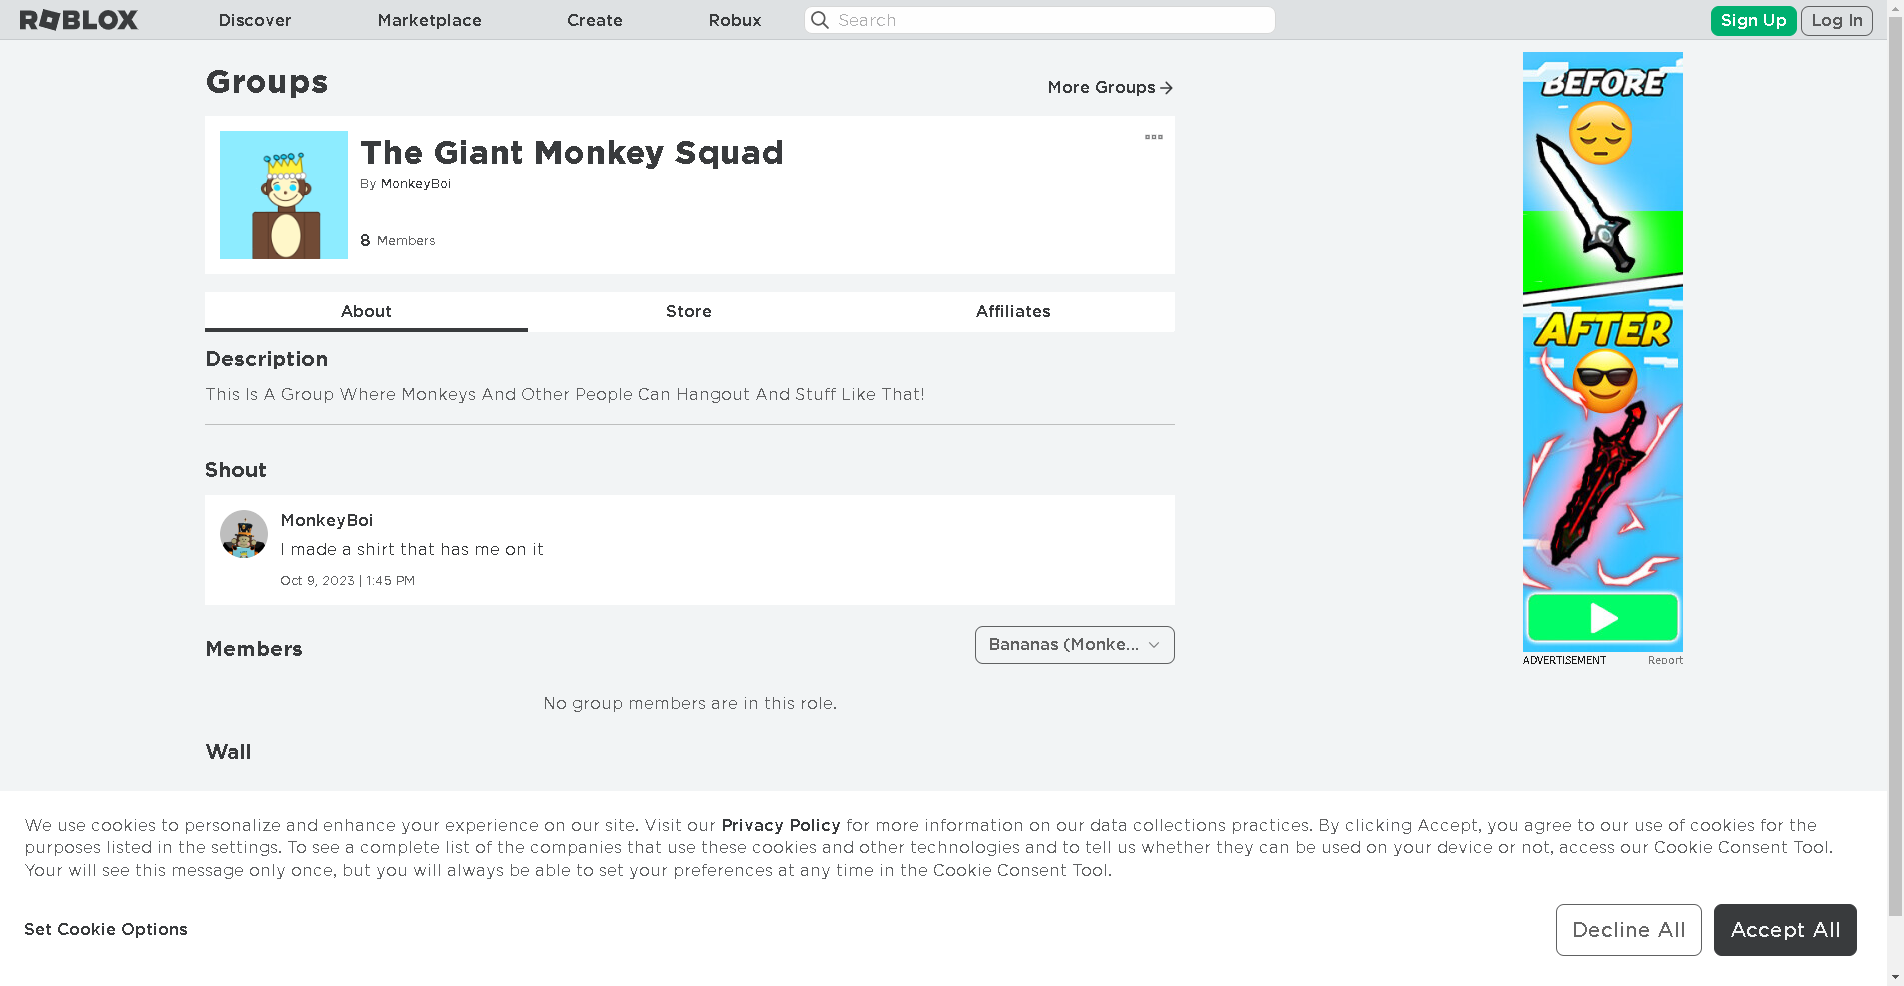 ROBLOX Discover Marketplace Create Robux Search Sign Up Log In
Groups
More Groups
The Giant Monkey Squad
By MonkeyBoi
8 Members
About Store Affiliates
Description
This Is A Group Where Monkeys And Other People Can Hangout And Stuff Like That!
Shout
MonkeyBoi
I made a shirt that has me on it
Oct 9, 2023 | 1:45 PM
Members
Bananas (Monke...
No group members are in this role.
Wall
BEFORE
AFTER
ADVERTISEMENT Report
We use cookies to personalize and enhance your experience on our site. Visit our Privacy Policy for more information on our data collections practices. By clicking Accept, you agree to our use of cookies for the
purposes listed in the settings. To see a complete list of the companies that use these cookies and other technologies and to tell us whether they can be used on your device or not, access our Cookie Consent Tool.
Your will see this message only once, but you will always be able to set your preferences at any time in the Cookie Consent Tool.
Set Cookie Options
Decline All
Accept All